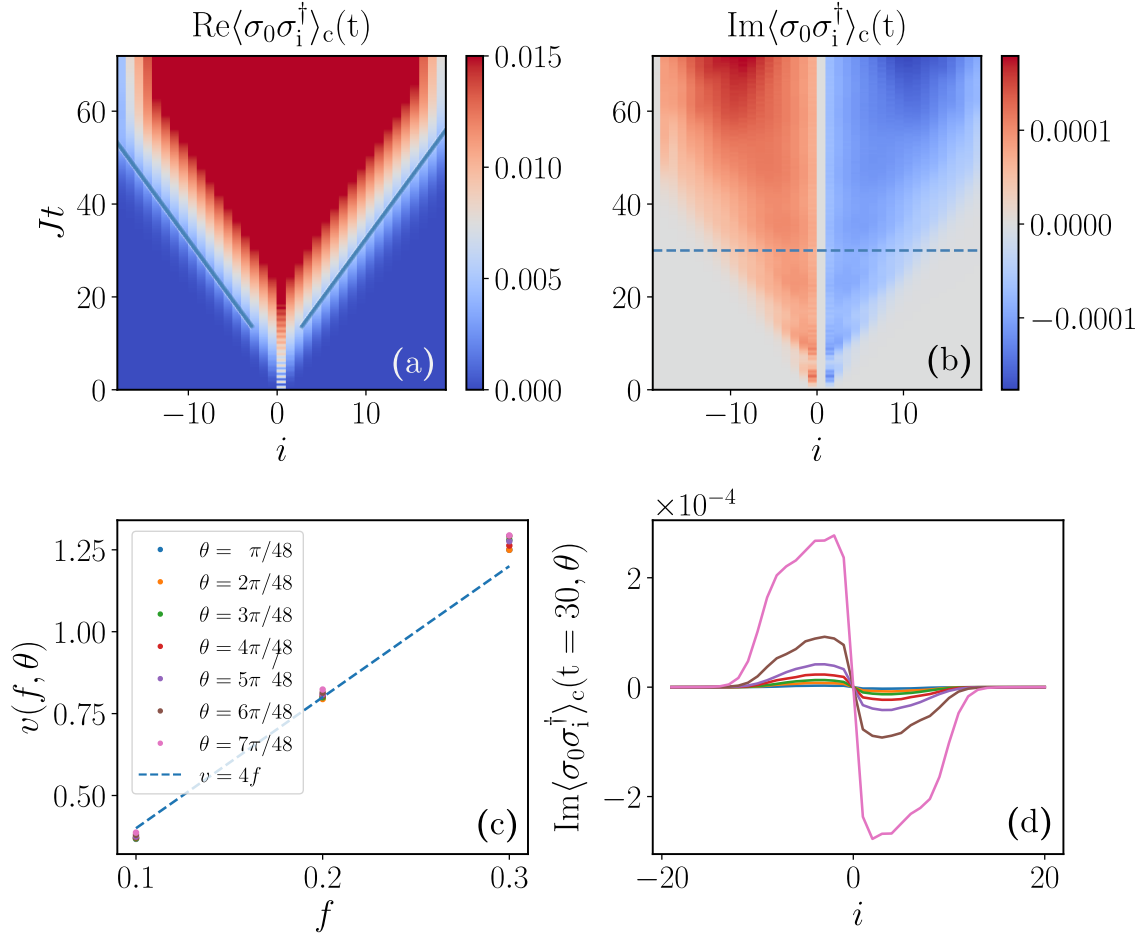 Re⟨σ₀σᵢ†⟩_c(t)
Im⟨σ₀σᵢ†⟩_c(t)
0.015
0.010
0.005
0.000
0.0001
0.0000
−0.0001
Jt
60
40
20
0
(a)
(b)
−10 0 10
−10 0 10
i
i
×10⁻⁴
v(f, θ)
1.25
1.00
0.75
0.50
θ = π/48
θ = 2π/48
θ = 3π/48
θ = 4π/48
θ = 5π/48
θ = 6π/48
θ = 7π/48
v = 4f
(c)
0.1 0.2 0.3
f
Im⟨σ₀σᵢ†⟩_c(t = 30, θ)
2
0
−2
(d)
−20 0 20
i